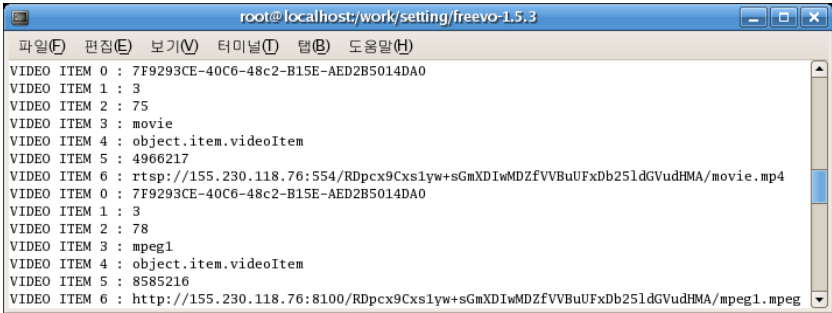 root@localhost:/work/setting/freevo-1.5.3
파일(F) 편집(E) 보기(V) 터미널(T) 탭(B) 도움말(H)
VIDEO ITEM 0 : 7F9293CE-40C6-48c2-B15E-AED2B5014DA0
VIDEO ITEM 1 : 3
VIDEO ITEM 2 : 75
VIDEO ITEM 3 : movie
VIDEO ITEM 4 : object.item.videoItem
VIDEO ITEM 5 : 4966217
VIDEO ITEM 6 : rtsp://155.230.118.76:554/RDpcx9Cxs1yw+sGmXDIwMDZfVVBuUFxDb25ldGVudHMA/movie.mp4
VIDEO ITEM 0 : 7F9293CE-40C6-48c2-B15E-AED2B5014DA0
VIDEO ITEM 1 : 3
VIDEO ITEM 2 : 78
VIDEO ITEM 3 : mpeg1
VIDEO ITEM 4 : object.item.videoItem
VIDEO ITEM 5 : 8585216
VIDEO ITEM 6 : http://155.230.118.76:8100/RDpcx9Cxs1yw+sGmXDIwMDZfVVBuUFxDb25ldGVudHMA/mpeg1.mpeg